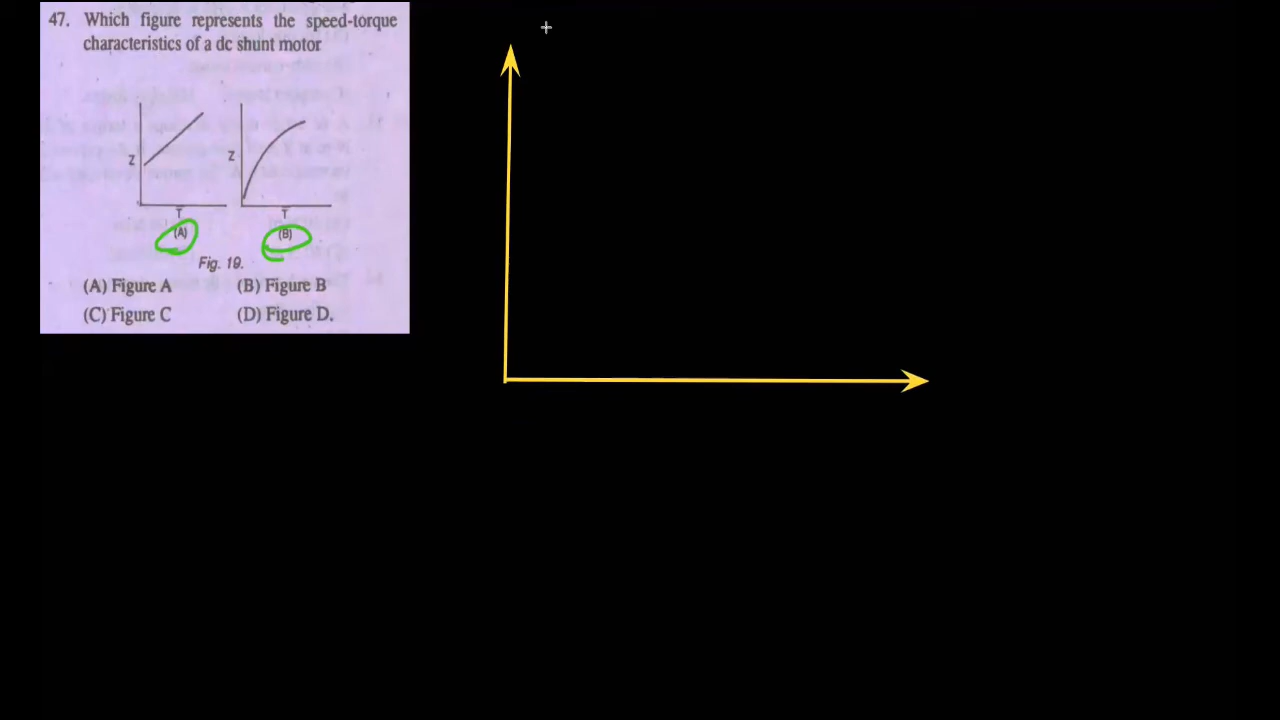 47. Which figure represents the speed-torque
characteristics of a dc shunt motor
N N
T T
(A) (B)
Fig. 19.
(A) Figure A (B) Figure B
(C) Figure C (D) Figure D.